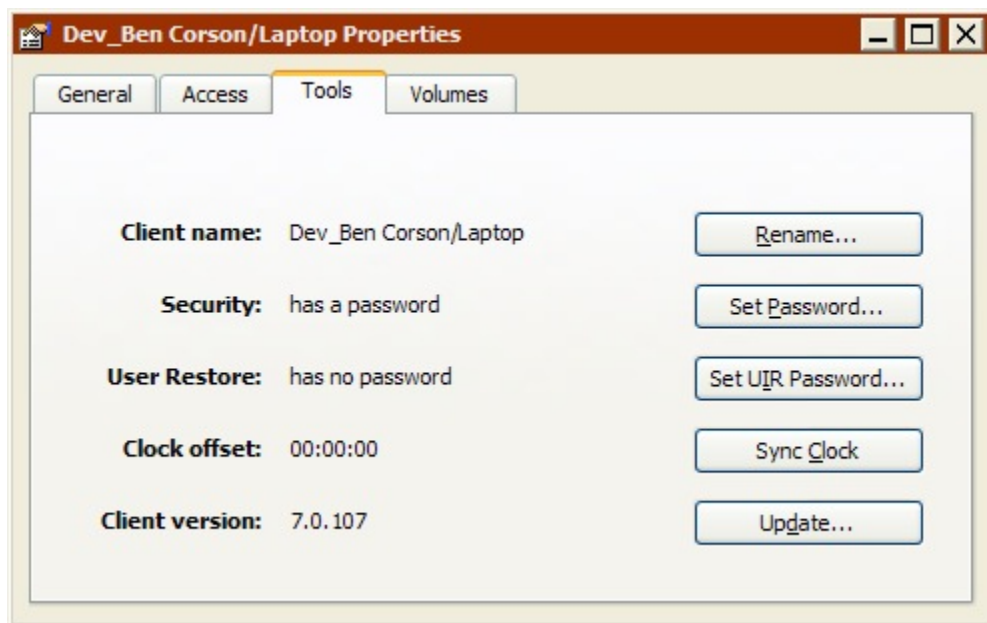 Dev_Ben Corson/Laptop Properties
General Access Tools Volumes
Client name: Dev_Ben Corson/Laptop Rename...
Security: has a password Set Password...
User Restore: has no password Set UIR Password...
Clock offset: 00:00:00 Sync Clock
Client version: 7.0.107 Update...